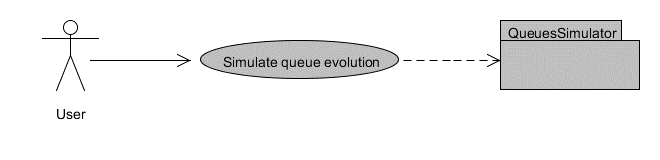 QueuesSimulator
Simulate queue evolution
User